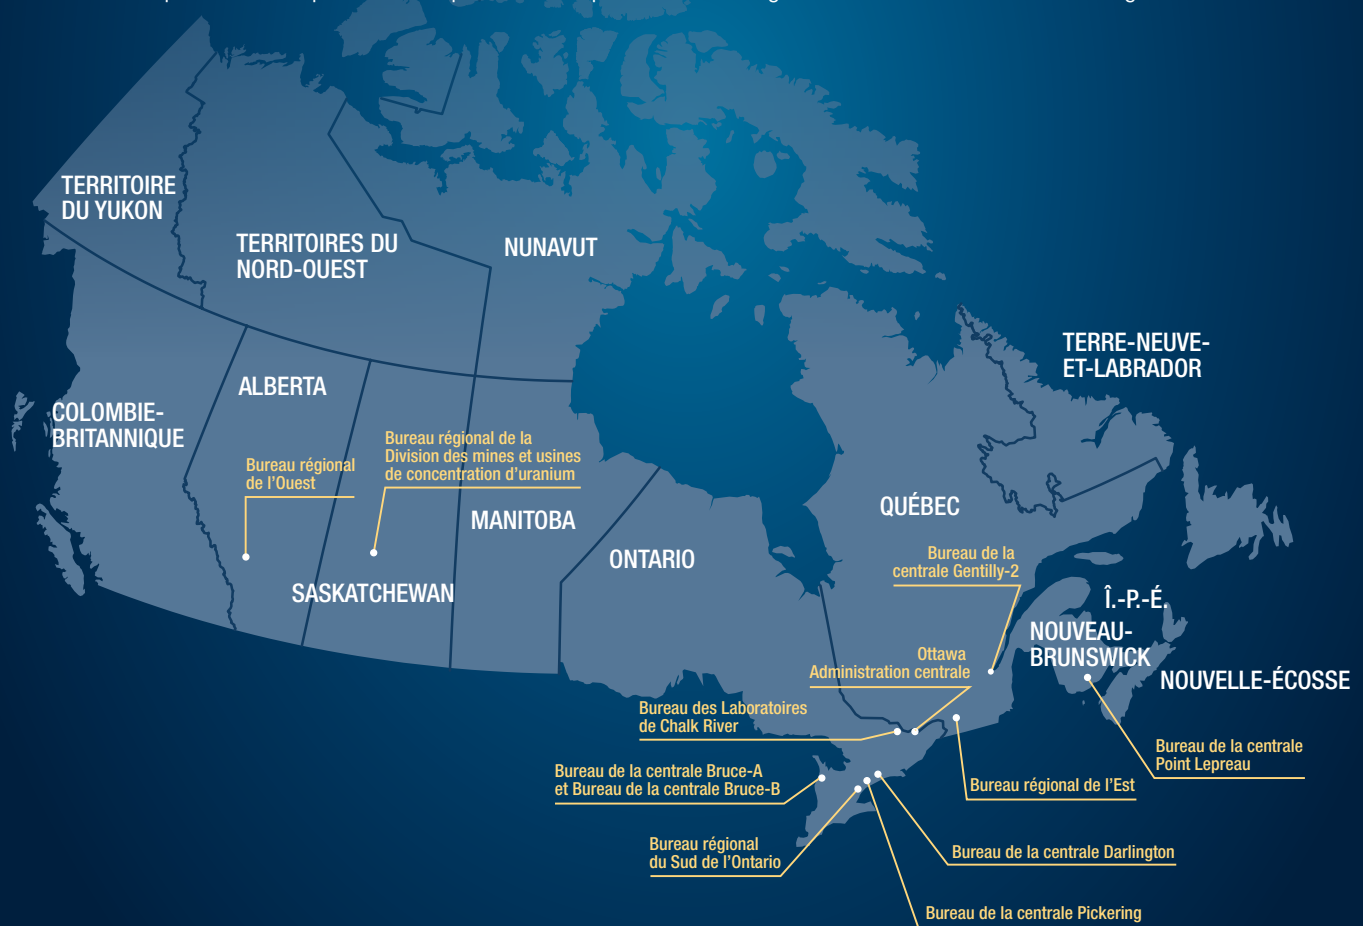 TERRITOIRE
DU YUKON
TERRITOIRES DU
NORD-OUEST
NUNAVUT
TERRE-NEUVE-
ET-LABRADOR
COLOMBIE-
BRITANNIQUE
ALBERTA
Bureau régional
de l'Ouest
Bureau régional de la
Division des mines et usines
de concentration d'uranium
MANITOBA
SASKATCHEWAN
ONTARIO
QUÉBEC
Bureau de la
centrale Gentilly-2
Î.-P.-É.
NOUVEAU-
BRUNSWICK
NOUVELLE-ÉCOSSE
Ottawa
Administration centrale
Bureau des Laboratoires
de Chalk River
Bureau de la centrale Bruce-A
et Bureau de la centrale Bruce-B
Bureau régional
du Sud de l'Ontario
Bureau de la centrale
Point Lepreau
Bureau régional de l'Est
Bureau de la centrale Darlington
Bureau de la centrale Pickering